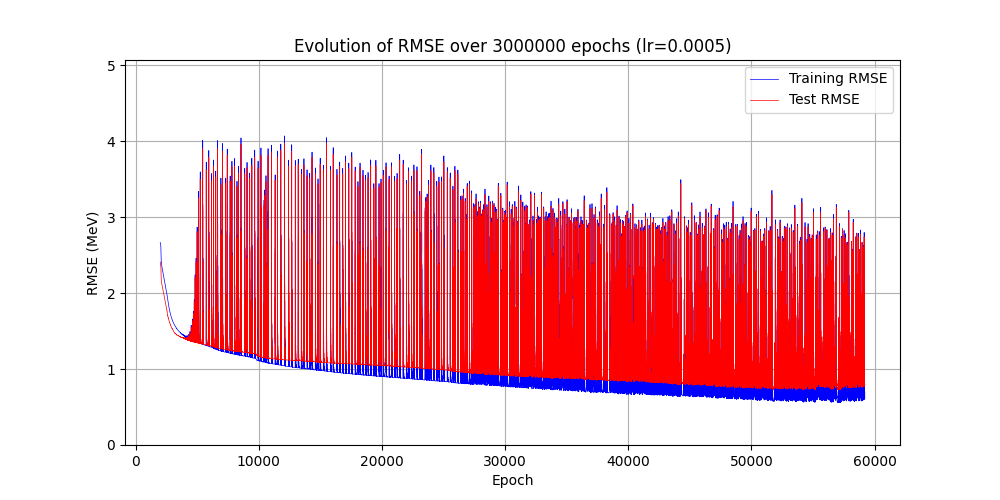 Evolution of RMSE over 3000000 epochs (lr=0.0005)
Training RMSE
Test RMSE
RMSE (MeV)
5
4
3
2
1
0
0 10000 20000 30000 40000 50000 60000
Epoch